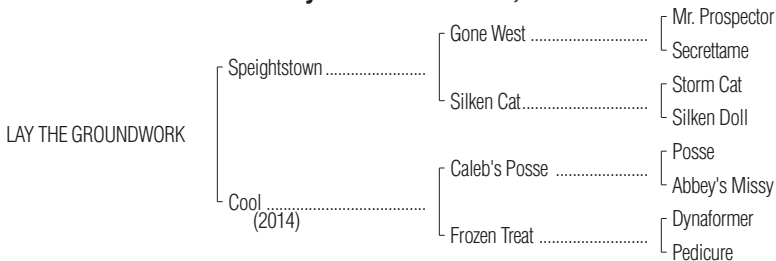 Mr. Prospector
Gone West ........................
Secrettame
Speightstown ........................
Storm Cat
Silken Cat..........................
Silken Doll
LAY THE GROUNDWORK
Posse
Caleb's Posse ...................
Abbey's Missy
Cool ......................................
(2014)
Dynaformer
Frozen Treat .......................
Pedicure